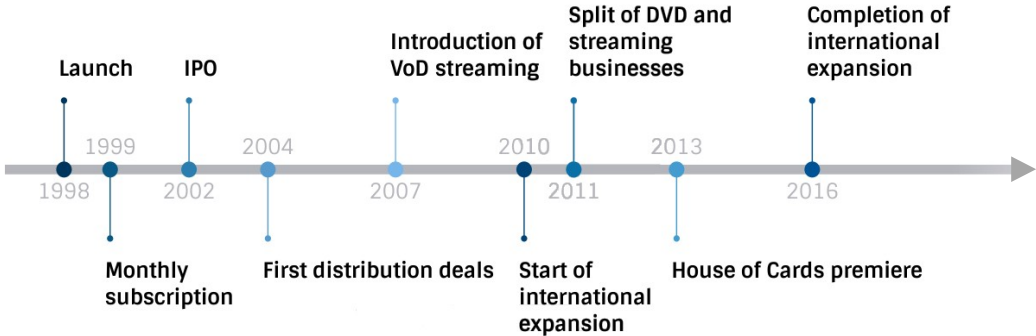 Launch
IPO
Introduction of
VoD streaming
Split of DVD and
streaming
businesses
Completion of
international
expansion
1999
2004
2010
2013
1998
2002
2007
2011
2016
Monthly
subscription
First distribution deals
Start of
international
expansion
House of Cards premiere